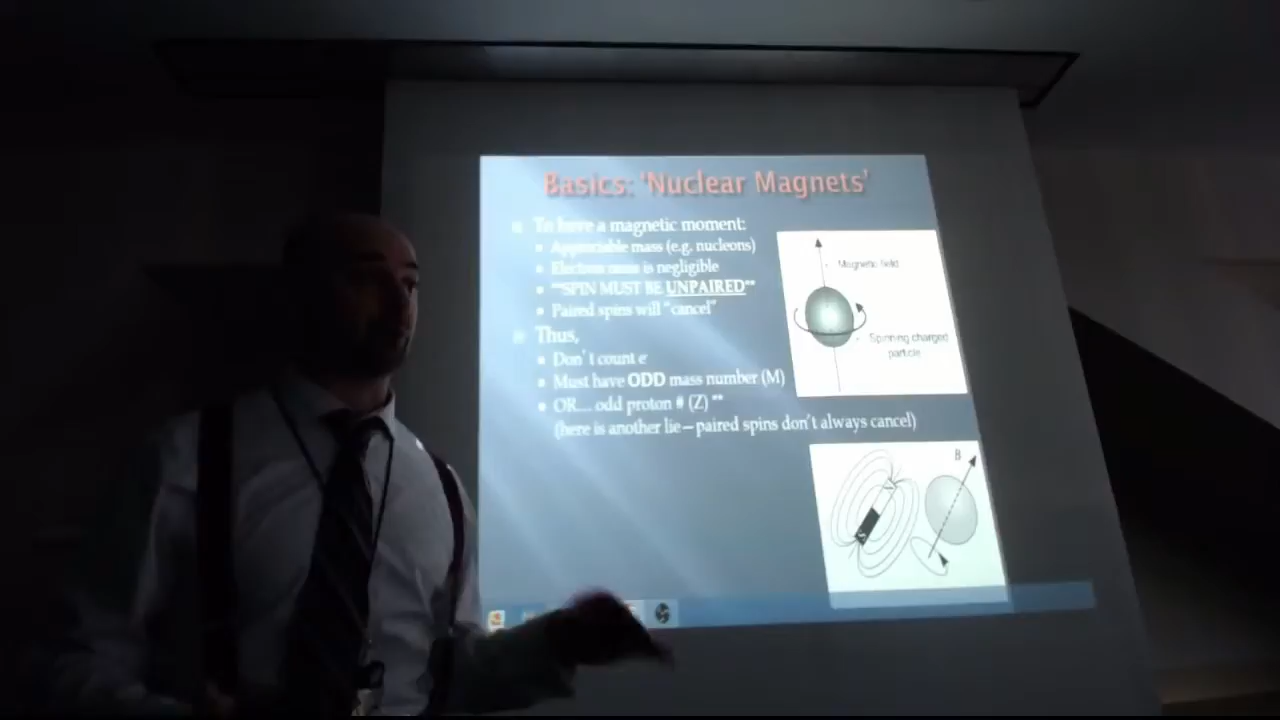 Basics: 'Nuclear Magnets'
To have a magnetic moment:
Appreciable mass (e.g. nucleons)
Electron mass is negligible
**SPIN MUST BE UNPAIRED**
Paired spins will "cancel"
Thus,
Don't count e-
Must have ODD mass number (M)
OR.... odd proton # (Z) **
(here is another lie—paired spins don't always cancel)
Magnetic field
Spinning charged
particle
B
S